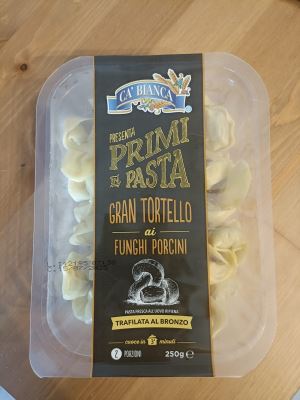 CA' BIANCA
PRESENTA
PRIMI
DI PASTA
GRAN TORTELLO
ai
FUNGHI PORCINI
PASTA FRESCA ALL'UOVO RIPIENA
TRAFILATA AL BRONZO
cuoce in 3' minuti
2 PORZIONI
250g e